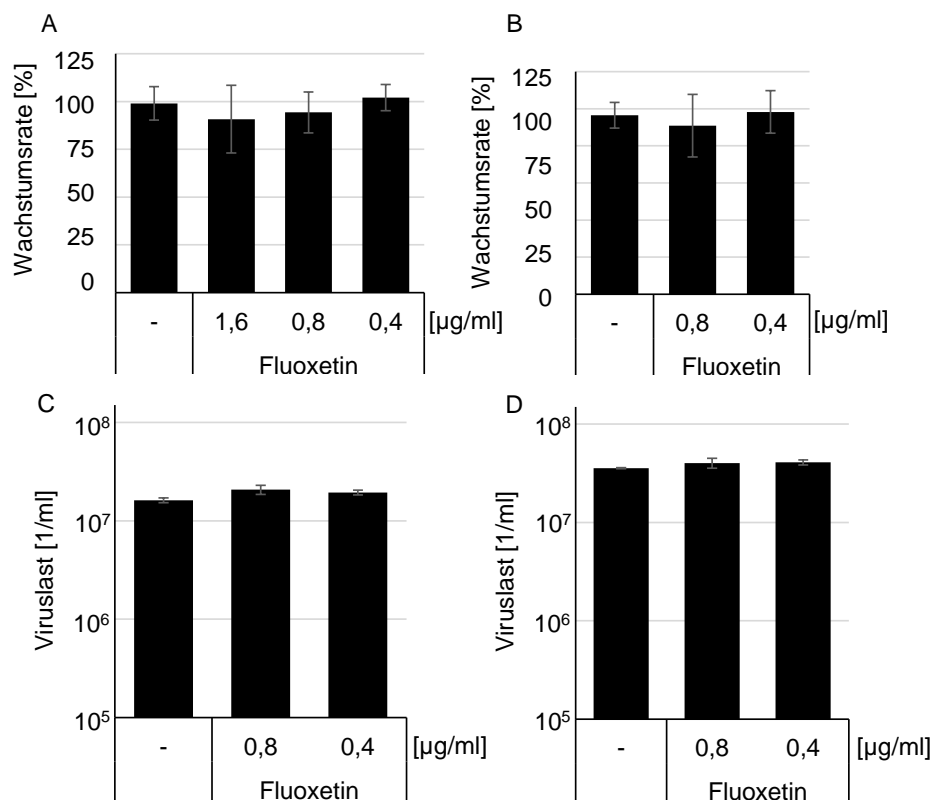 A
Wachstumsrate [%]
125
100
75
50
25
0
- 1,6 0,8 0,4 [µg/ml]
Fluoxetin
B
Wachstumsrate [%]
125
100
75
50
25
0
- 0,8 0,4 [µg/ml]
Fluoxetin
C
Viruslast [1/ml]
10⁸
10⁷
10⁶
10⁵
- 0,8 0,4 [µg/ml]
Fluoxetin
D
Viruslast [1/ml]
10⁸
10⁷
10⁶
10⁵
- 0,8 0,4 [µg/ml]
Fluoxetin